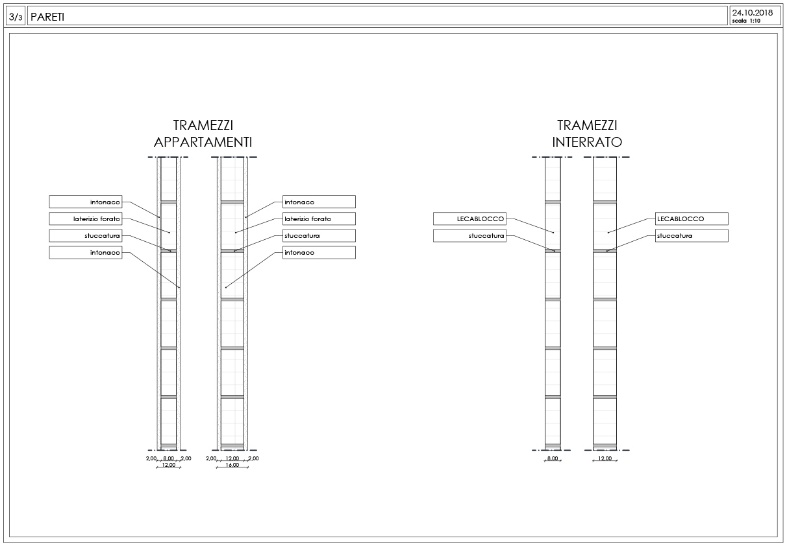 3/3 PARETI
24.10.2018
scala 1:10
TRAMEZZI
APPARTAMENTI
TRAMEZZI
INTERRATO
intonaco
laterizio forato
stuccatura
intonaco
intonaco
laterizio forato
stuccatura
intonaco
LECABLOCCO
stuccatura
LECABLOCCO
stuccatura
2,00 8,00 2,00
12,00
2,00 12,00 2,00
16,00
8,00
12,00